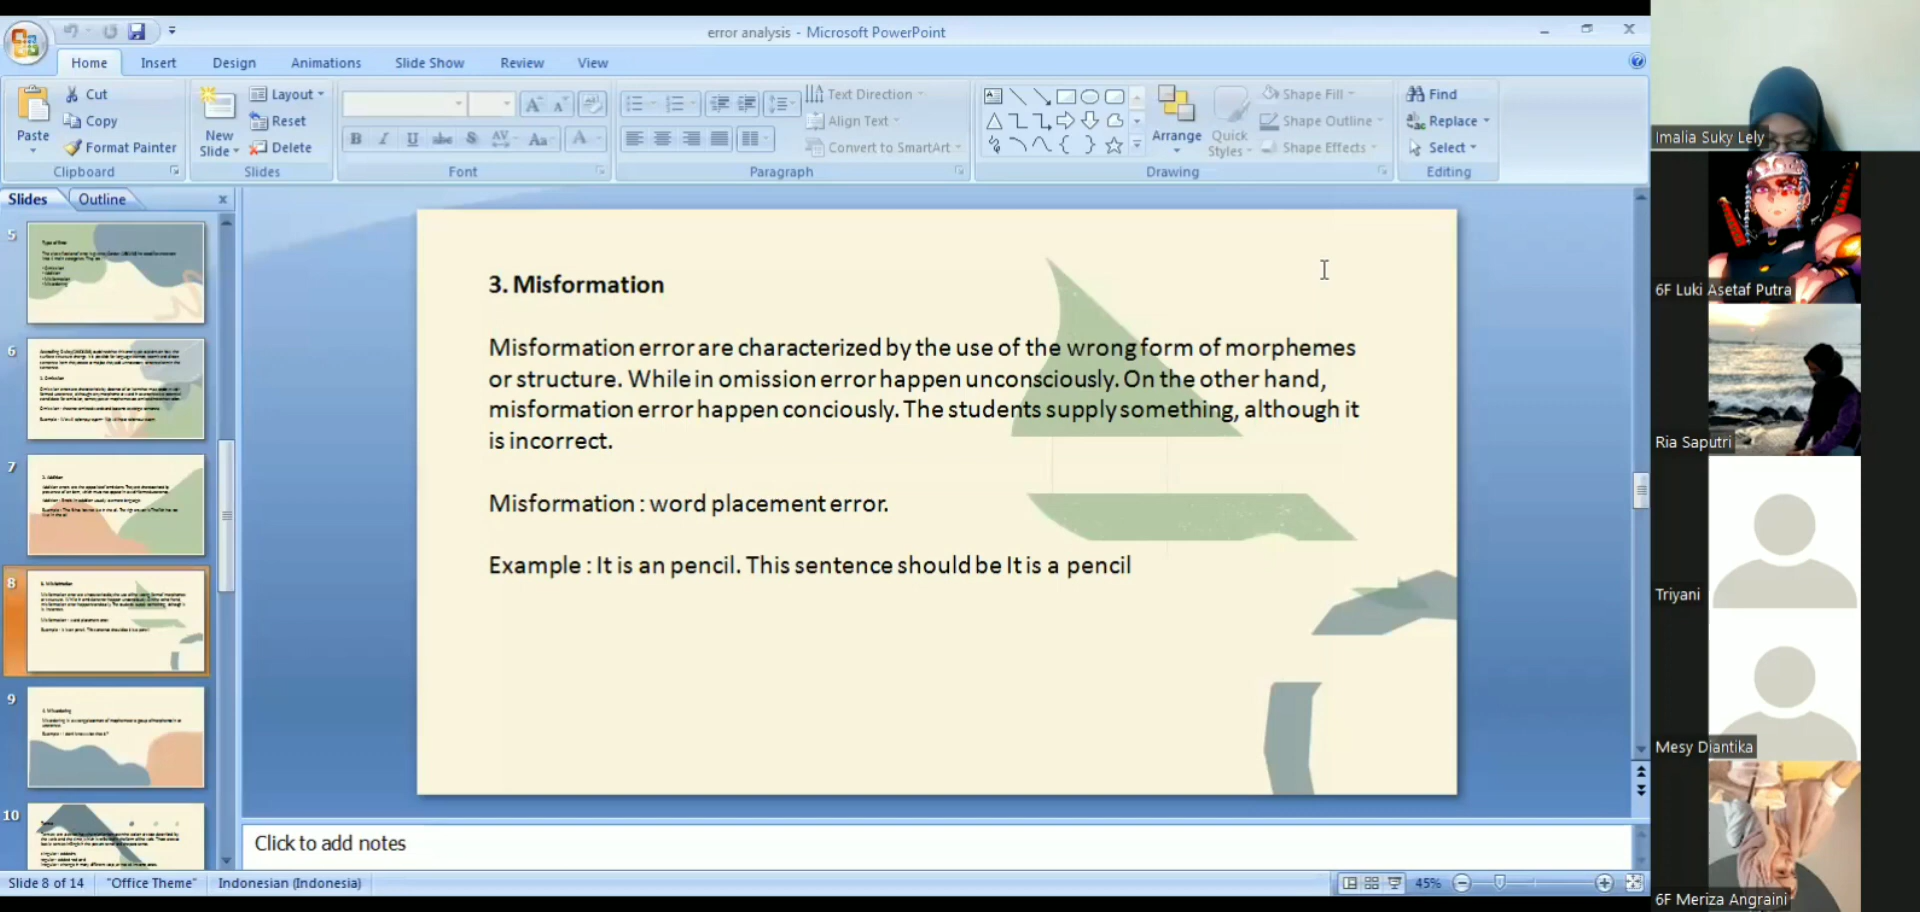 error analysis - Microsoft PowerPoint
Home Insert Design Animations Slide Show Review View
Paste
Cut
Copy
Format Painter
Clipboard
New Slide
Layout
Reset
Delete
Slides
Font
Text Direction
Align Text
Convert to SmartArt
Paragraph
Arrange
Quick Styles
Shape Fill
Shape Outline
Shape Effects
Drawing
Find
Replace
Select
Editing
Slides Outline
5
6
7
8
9
10
3. Misformation
Misformation error are characterized by the use of the wrong form of morphemes
or structure. While in omission error happen unconsciously. On the other hand,
misformation error happen conciously. The students supply something, although it
is incorrect.
Misformation : word placement error.
Example : It is an pencil. This sentence should be It is a pencil
Click to add notes
Slide 8 of 14 "Office Theme" Indonesian (Indonesia) 45%
Imalia Suky Lely
6F Luki Asetaf Putra
Ria Saputri
Triyani
Mesy Diantika
6F Meriza Angraini